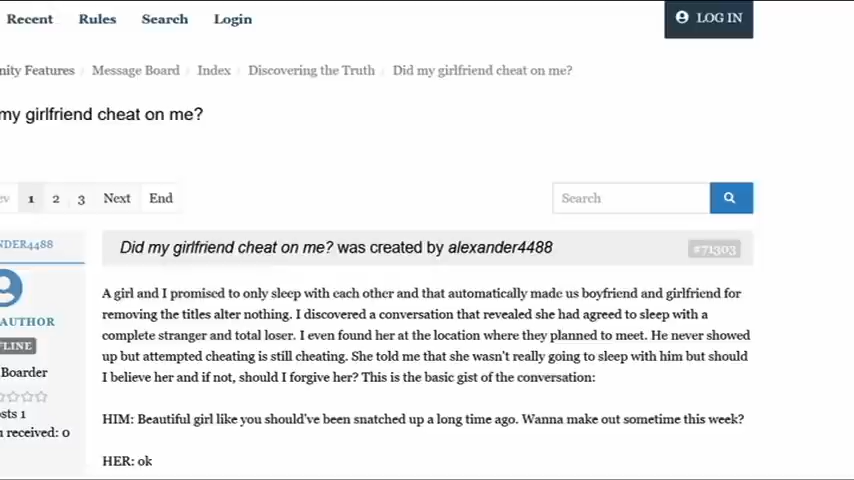 Recent Rules Search Login LOG IN
nity Features / Message Board / Index / Discovering the Truth / Did my girlfriend cheat on me?
my girlfriend cheat on me?
ev 1 2 3 Next End Search
NDER4488
Did my girlfriend cheat on me? was created by alexander4488 #71303
AUTHOR
FLINE
Boarder
sts 1
n received: 0
A girl and I promised to only sleep with each other and that automatically made us boyfriend and girlfriend for
removing the titles alter nothing. I discovered a conversation that revealed she had agreed to sleep with a
complete stranger and total loser. I even found her at the location where they planned to meet. He never showed
up but attempted cheating is still cheating. She told me that she wasn't really going to sleep with him but should
I believe her and if not, should I forgive her? This is the basic gist of the conversation:
HIM: Beautiful girl like you should've been snatched up a long time ago. Wanna make out sometime this week?
HER: ok